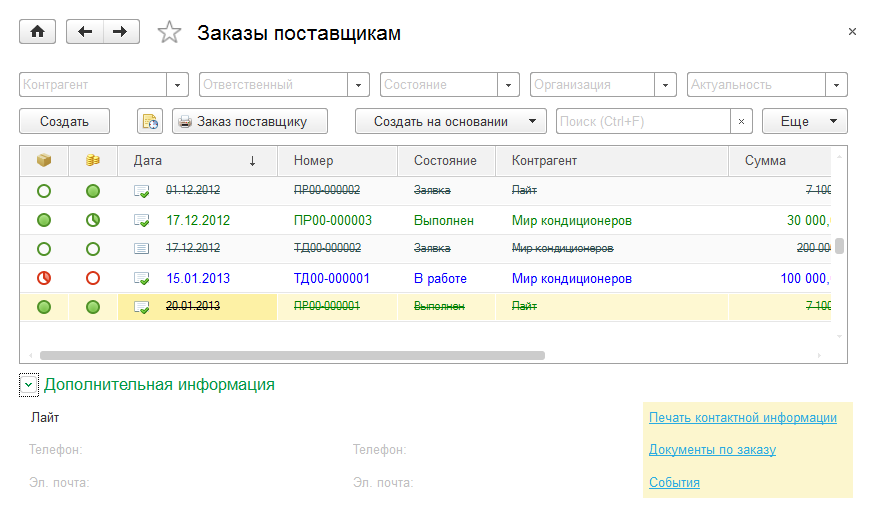 Заказы поставщикам
Контрагент Ответственный Состояние Организация Актуальность
Создать Заказ поставщику Создать на основании Поиск (Ctrl+F) × Еще
Дата ↓ Номер Состояние Контрагент Сумма
01.12.2012 ПР00-000002 Заявка Лайт 7 100
17.12.2012 ПР00-000003 Выполнен Мир кондиционеров 30 000,
17.12.2012 ТД00-000002 Заявка Мир кондиционеров 200 00
15.01.2013 ТД00-000001 В работе Мир кондиционеров 100 000,
20.01.2013 ПР00-000001 Выполнен Лайт 7 100
Дополнительная информация
Лайт Печать контактной информации
Телефон: Телефон: Документы по заказу
Эл. почта: Эл. почта: События